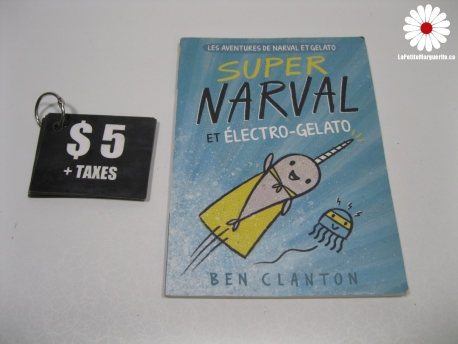 LaPetiteMarguerite.ca
$ 5
+ TAXES
LES AVENTURES DE NARVAL ET GELATO
SUPER
NARVAL
ET ÉLECTRO-GELATO
BEN CLANTON